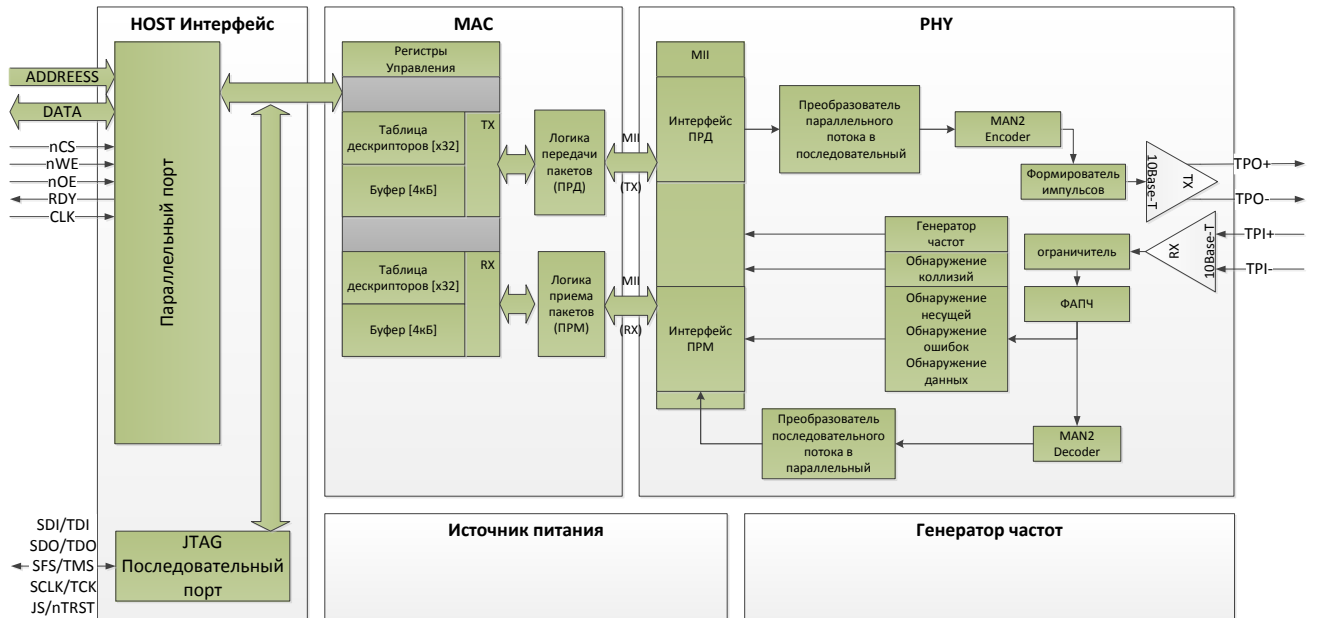 HOST Интерфейс
ADDREESS
DATA
nCS
nWE
nOE
RDY
CLK
Параллельный порт
SDI/TDI
SDO/TDO
SFS/TMS
SCLK/TCK
JS/nTRST
JTAG
Последовательный
порт
MAC
Регистры
Управления
Таблица
дескрипторов [x32]
Буфер [4кБ]
TX
Логика
передачи
пакетов
(ПРД)
MII
(TX)
Таблица
дескрипторов [x32]
Буфер [4кБ]
RX
Логика
приема
пакетов
(ПРМ)
MII
(RX)
PHY
MII
Интерфейс
ПРД
Преобразователь
параллельного
потока в
последовательный
MAN2
Encoder
Формирователь
импульсов
10Base-T
TX
TPO+
TPO-
TPI+
TPI-
10Base-T
RX
ограничитель
ФАПЧ
Генератор
частот
Обнаружение
коллизий
Обнаружение
несущей
Обнаружение
ошибок
Обнаружение
данных
Интерфейс
ПРМ
Преобразователь
последовательного
потока в
параллельный
MAN2
Decoder
Источник питания
Генератор частот